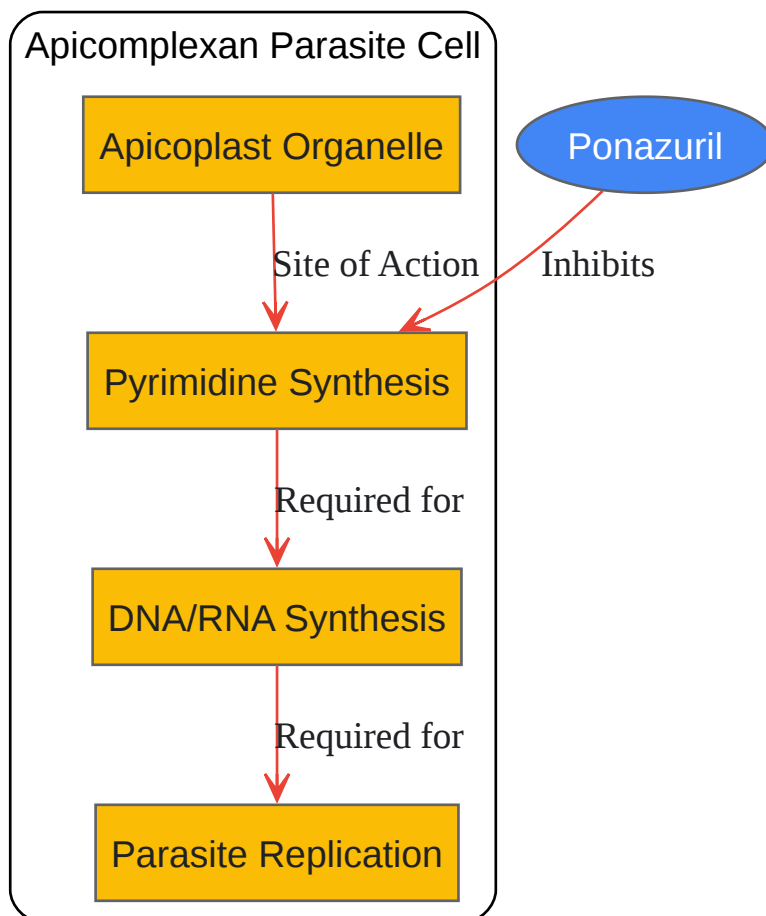 Apicomplexan Parasite Cell
Apicoplast Organelle
Ponazuril
Site of Action
Inhibits
Pyrimidine Synthesis
Required for
DNA/RNA Synthesis
Required for
Parasite Replication